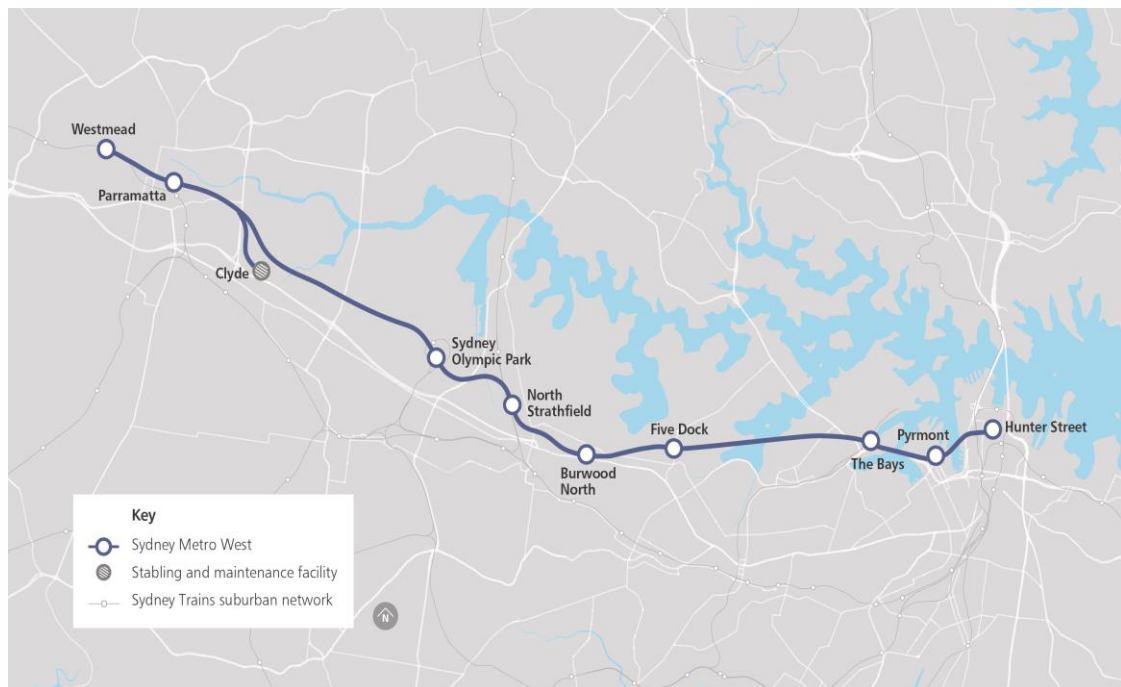 Westmead
Parramatta
Clyde
Sydney
Olympic Park
North
Strathfield
Burwood
North
Five Dock
The Bays
Pyrmont
Hunter Street
Key
Sydney Metro West
Stabling and maintenance facility
Sydney Trains suburban network
N